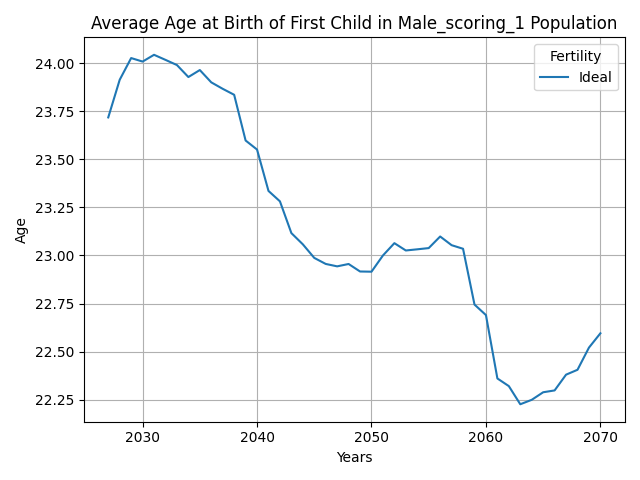 Average Age at Birth of First Child in Male_scoring_1 Population
Fertility
Ideal
24.00
23.75
23.50
23.25
23.00
22.75
22.50
22.25
Age
2030 2040 2050 2060 2070
Years